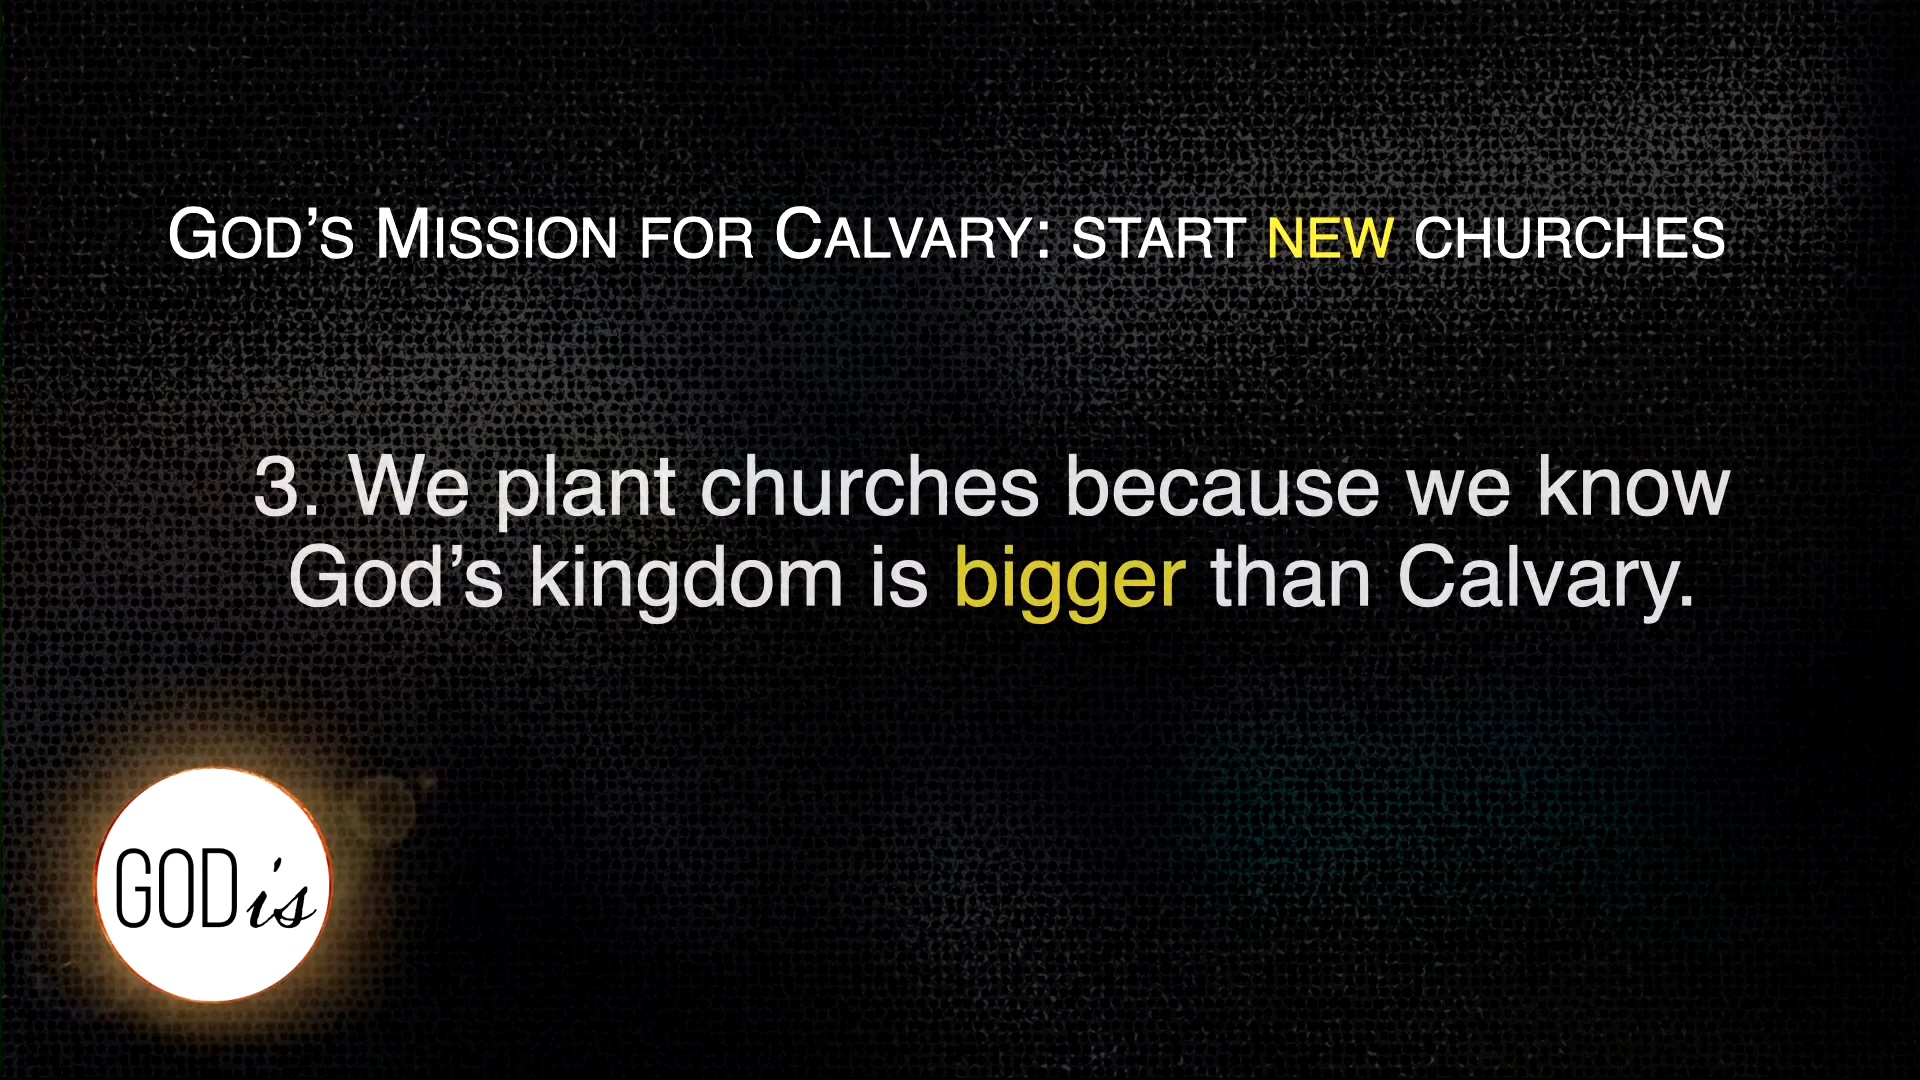 God’s Mission for Calvary: start new churches
3. We plant churches because we know
God’s kingdom is bigger than Calvary.
GOD is